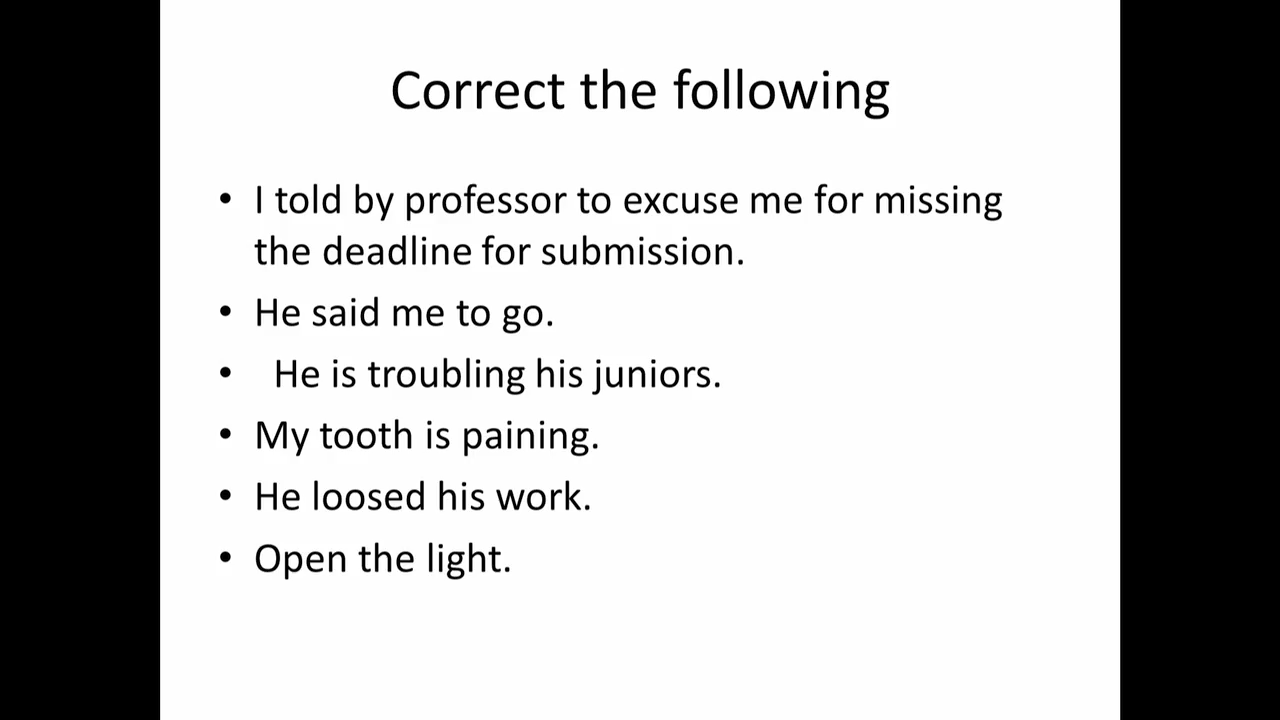 Correct the following
• I told by professor to excuse me for missing
the deadline for submission.
• He said me to go.
• He is troubling his juniors.
• My tooth is paining.
• He loosed his work.
• Open the light.